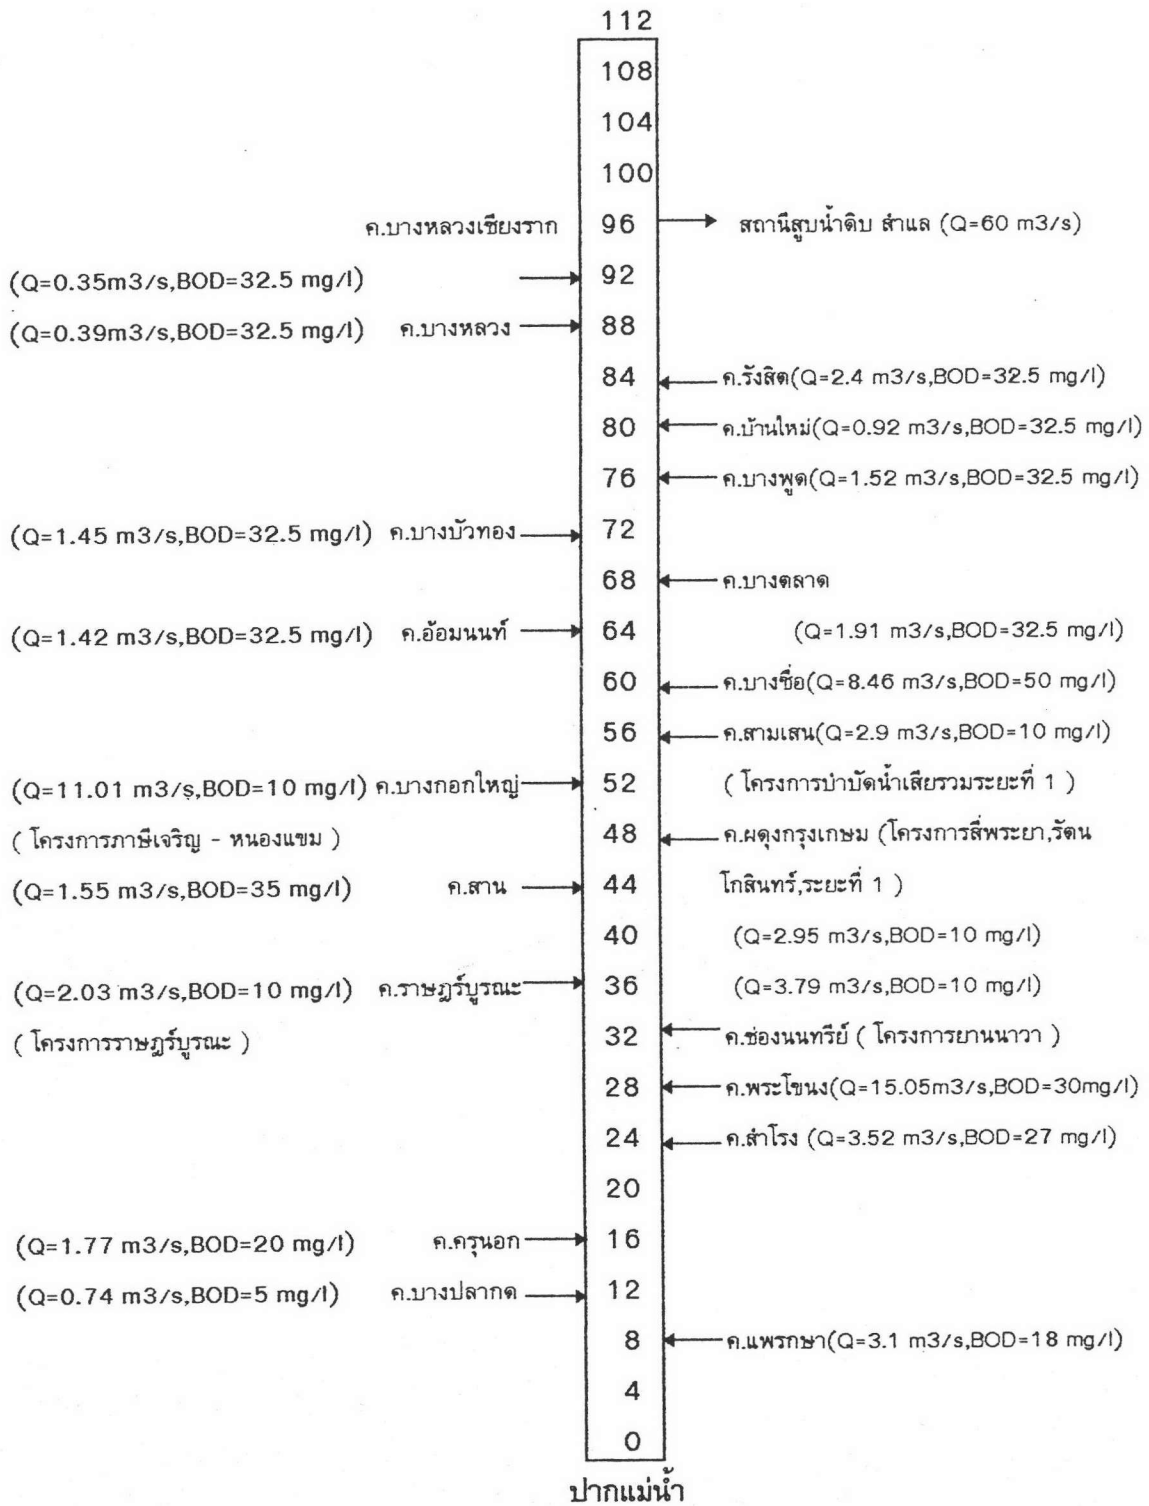 112
108
104
100
ค.บางหลวงเชียงราก 96 สถานีสูบน้ำดิบ สำแล (Q=60 m3/s)
(Q=0.35m3/s,BOD=32.5 mg/l) 92
(Q=0.39m3/s,BOD=32.5 mg/l) ค.บางหลวง 88
84 ค.รังสิต(Q=2.4 m3/s,BOD=32.5 mg/l)
80 ค.บ้านใหม่(Q=0.92 m3/s,BOD=32.5 mg/l)
76 ค.บางพูด(Q=1.52 m3/s,BOD=32.5 mg/l)
(Q=1.45 m3/s,BOD=32.5 mg/l) ค.บางบัวทอง 72
68 ค.บางตลาด
(Q=1.42 m3/s,BOD=32.5 mg/l) ค.อ้อมนนท์ 64 (Q=1.91 m3/s,BOD=32.5 mg/l)
60 ค.บางซื่อ(Q=8.46 m3/s,BOD=50 mg/l)
56 ค.สามเสน(Q=2.9 m3/s,BOD=10 mg/l)
(Q=11.01 m3/s,BOD=10 mg/l) ค.บางกอกใหญ่ 52 ( โครงการบำบัดน้ำเสียรวมระยะที่ 1 )
( โครงการภาษีเจริญ - หนองแขม ) 48 ค.ผดุงกรุงเกษม (โครงการสี่พระยา,รัตน
(Q=1.55 m3/s,BOD=35 mg/l) ค.สาน 44 โกสินทร์,ระยะที่ 1 )
40 (Q=2.95 m3/s,BOD=10 mg/l)
(Q=2.03 m3/s,BOD=10 mg/l) ค.ราษฎร์บูรณะ 36 (Q=3.79 m3/s,BOD=10 mg/l)
( โครงการราษฎร์บูรณะ ) 32 ค.ช่องนนทรีย์ ( โครงการยานนาวา )
28 ค.พระโขนง(Q=15.05m3/s,BOD=30mg/l)
24 ค.สำโรง (Q=3.52 m3/s,BOD=27 mg/l)
20
(Q=1.77 m3/s,BOD=20 mg/l) ค.ครุนอก 16
(Q=0.74 m3/s,BOD=5 mg/l) ค.บางปลากด 12
8 ค.แพรกษา(Q=3.1 m3/s,BOD=18 mg/l)
4
0
ปากแม่น้ำ